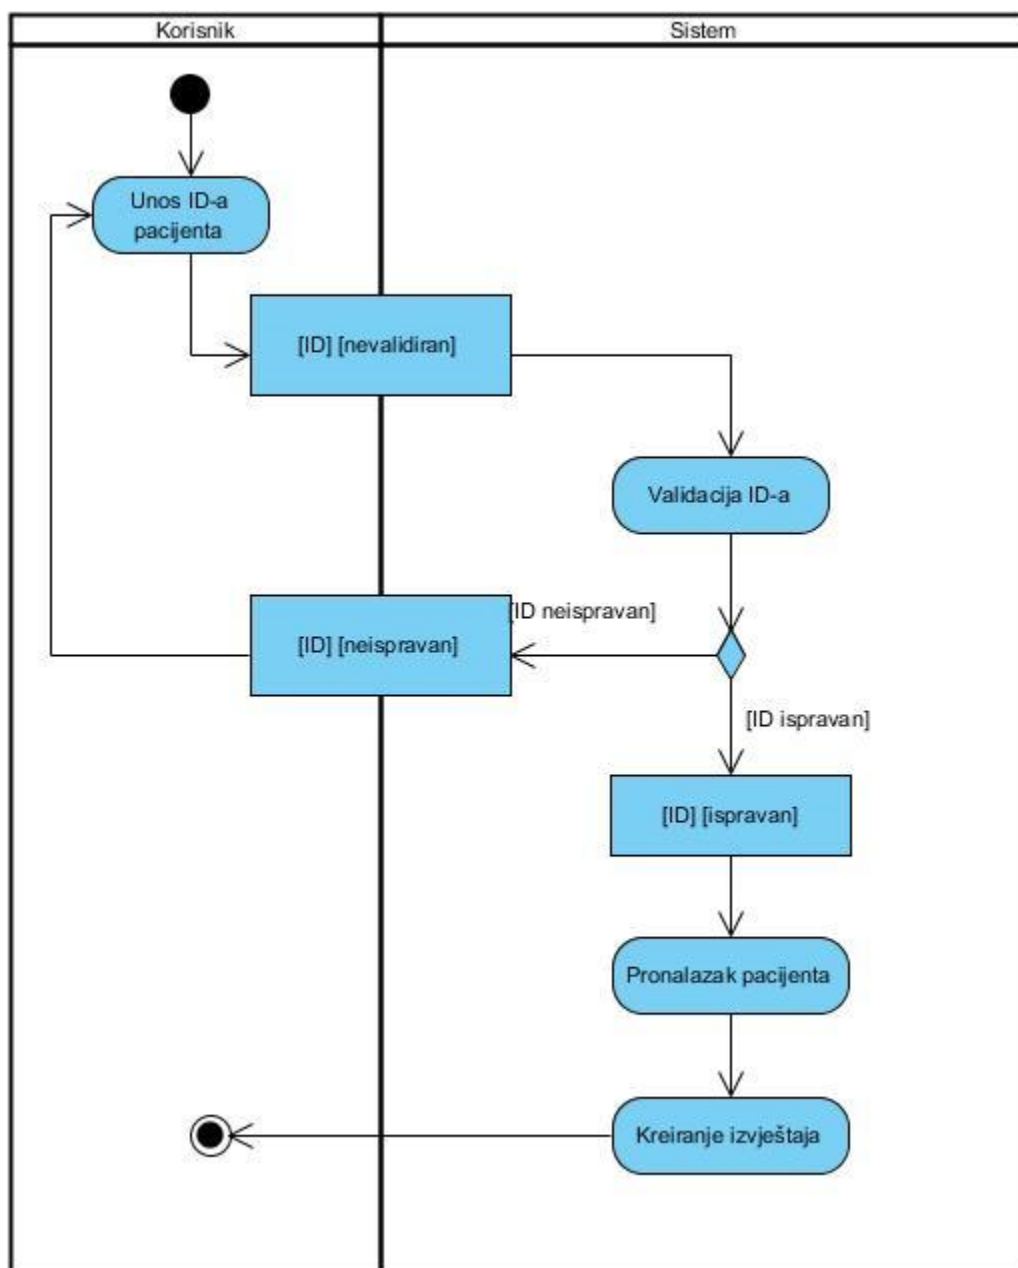 Korisnik
Sistem
Unos ID-a
pacijenta
[ID] [nevalidiran]
Validacija ID-a
[ID neispravan]
[ID] [neispravan]
[ID ispravan]
[ID] [ispravan]
Pronalazak pacijenta
Kreiranje izvještaja